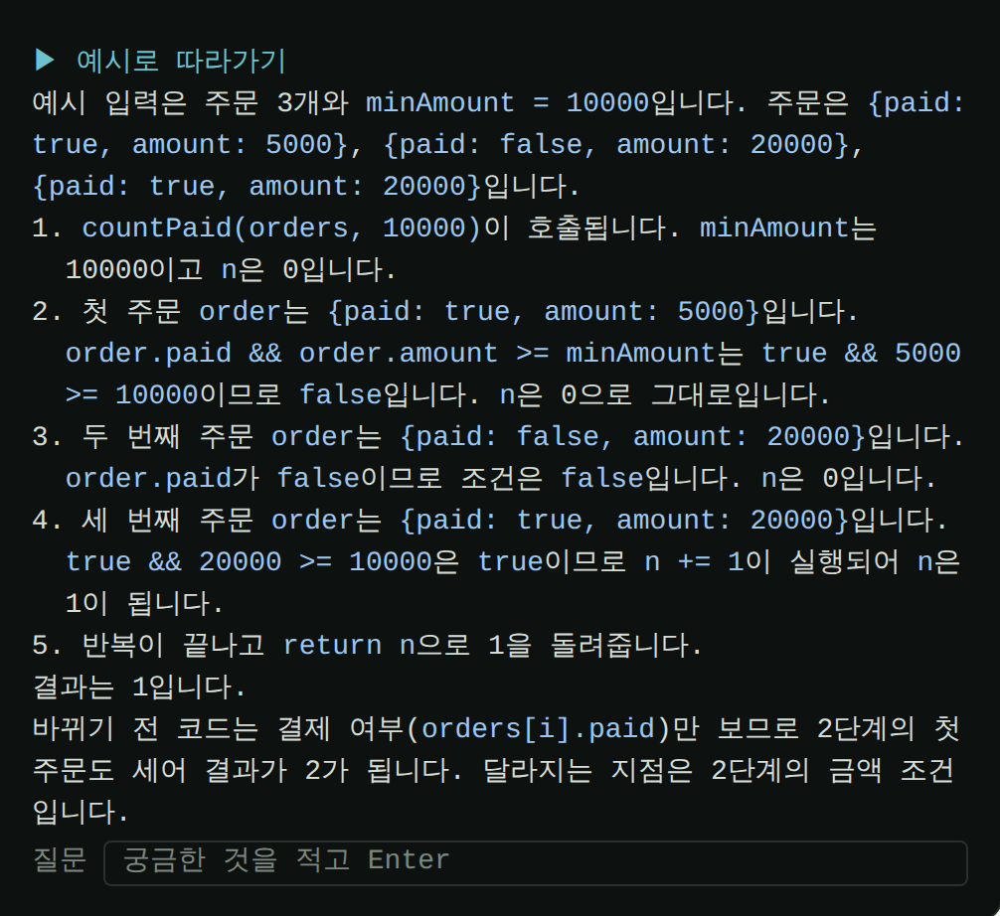 ▶ 예시로 따라가기
예시 입력은 주문 3개와 minAmount = 10000입니다. 주문은 {paid:
true, amount: 5000}, {paid: false, amount: 20000},
{paid: true, amount: 20000}입니다.
1. countPaid(orders, 10000)이 호출됩니다. minAmount는
10000이고 n은 0입니다.
2. 첫 주문 order는 {paid: true, amount: 5000}입니다.
order.paid && order.amount >= minAmount는 true && 5000
>= 10000이므로 false입니다. n은 0으로 그대로입니다.
3. 두 번째 주문 order는 {paid: false, amount: 20000}입니다.
order.paid가 false이므로 조건은 false입니다. n은 0입니다.
4. 세 번째 주문 order는 {paid: true, amount: 20000}입니다.
true && 20000 >= 10000은 true이므로 n += 1이 실행되어 n은
1이 됩니다.
5. 반복이 끝나고 return n으로 1을 돌려줍니다.
결과는 1입니다.
바뀌기 전 코드는 결제 여부(orders[i].paid)만 보므로 2단계의 첫
주문도 세어 결과가 2가 됩니다. 달라지는 지점은 2단계의 금액 조건
입니다.
질문 궁금한 것을 적고 Enter